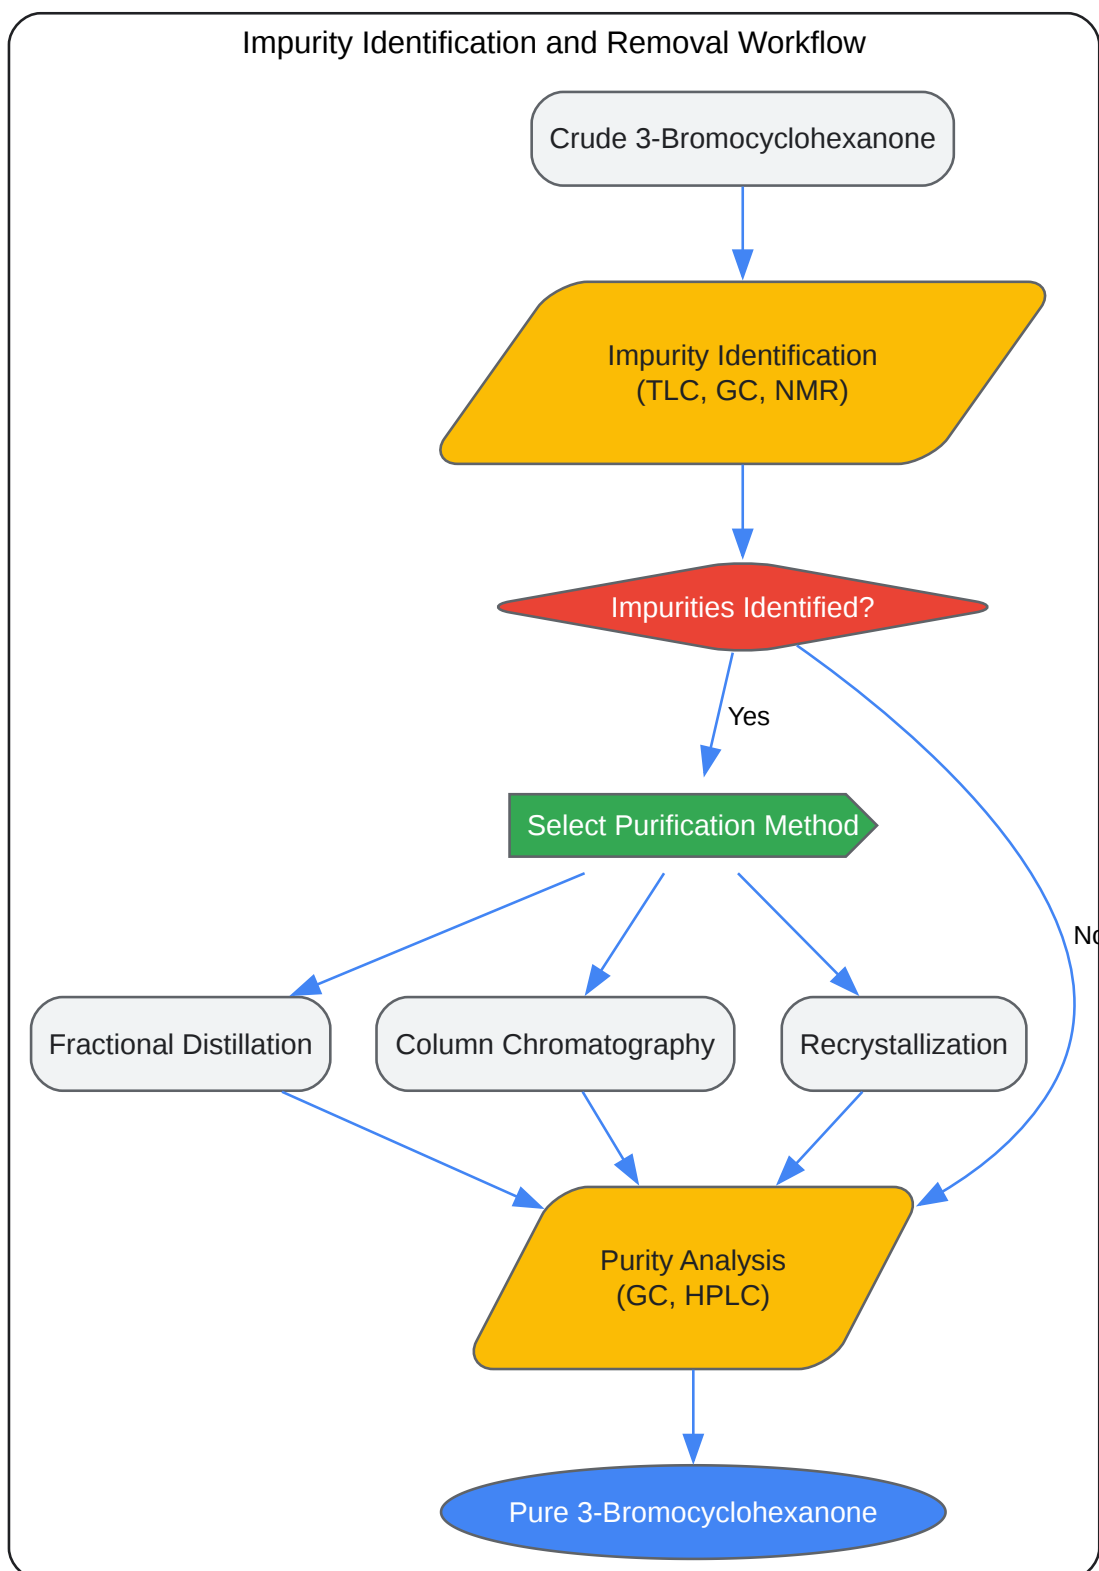 Impurity Identification and Removal Workflow
Crude 3-Bromocyclohexanone
Impurity Identification
(TLC, GC, NMR)
Impurities Identified?
Yes
Select Purification Method
No
Fractional Distillation
Column Chromatography
Recrystallization
Purity Analysis
(GC, HPLC)
Pure 3-Bromocyclohexanone